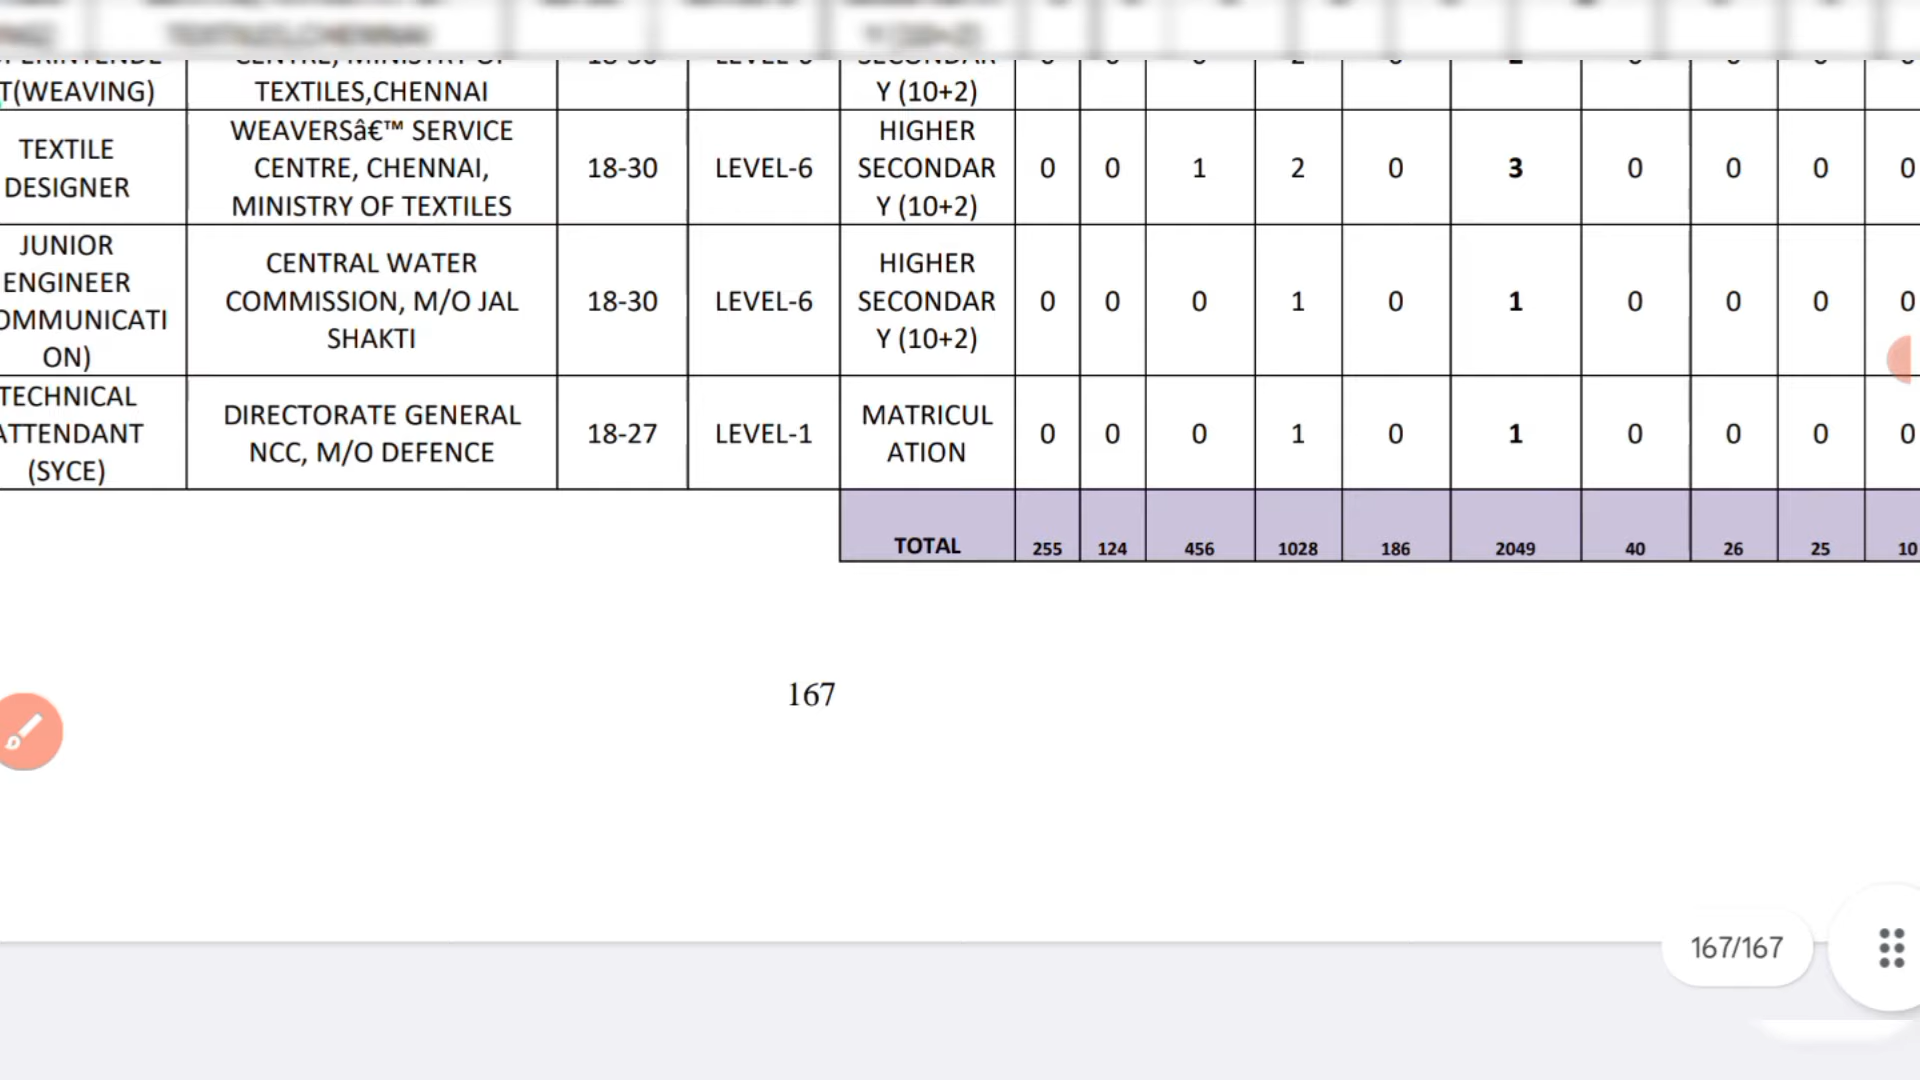 T(WEAVING) TEXTILES,CHENNAI Y (10+2)
TEXTILE DESIGNER
WEAVERSâ€™ SERVICE
CENTRE, CHENNAI,
MINISTRY OF TEXTILES
18-30
LEVEL-6
HIGHER
SECONDAR
Y (10+2)
0 0 1 2 0 3 0 0 0 0
JUNIOR
ENGINEER
OMMUNICATI
ON)
CENTRAL WATER
COMMISSION, M/O JAL
SHAKTI
18-30
LEVEL-6
HIGHER
SECONDAR
Y (10+2)
0 0 0 1 0 1 0 0 0 0
TECHNICAL
ATTENDANT
(SYCE)
DIRECTORATE GENERAL
NCC, M/O DEFENCE
18-27
LEVEL-1
MATRICUL
ATION
0 0 0 1 0 1 0 0 0 0
TOTAL 255 124 456 1028 186 2049 40 26 25 10
167
167/167